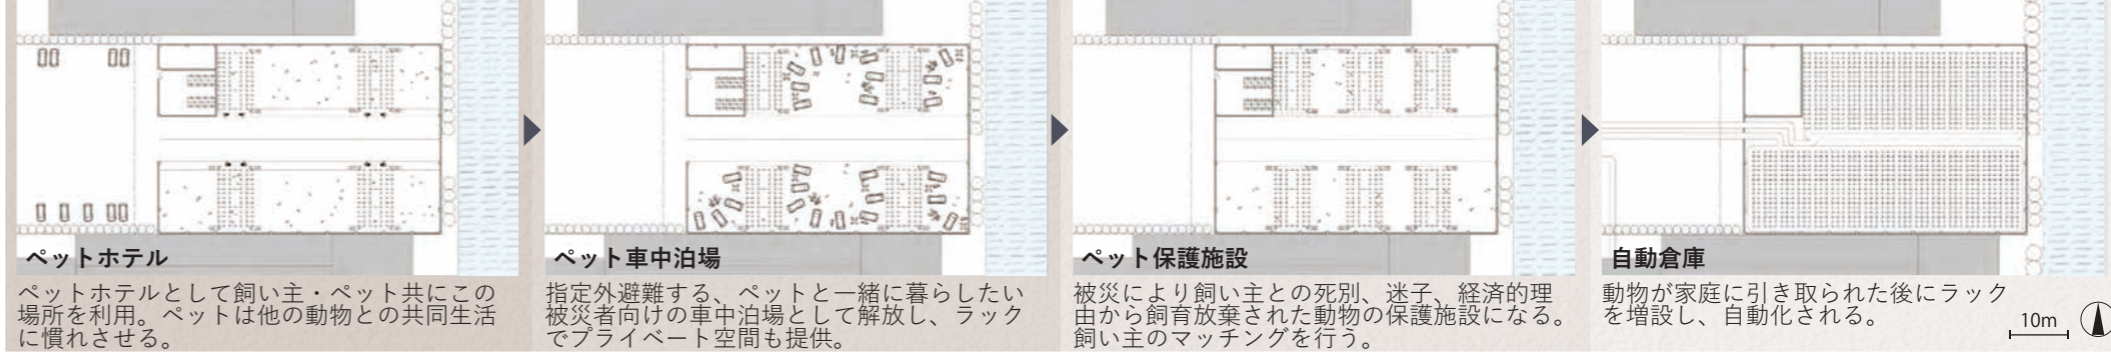 ペットホテル
ペットホテルとして飼い主・ペット共にこの
場所を利用。ペットは他の動物との共同生活
に慣れさせる。
ペット車中泊場
指定外避難する、ペットと一緒に暮らしたい
被災者向けの車中泊場として解放し、ラック
でプライベート空間も提供。
ペット保護施設
被災により飼い主との死別、迷子、経済的理
由から飼育放棄された動物の保護施設になる。
飼い主のマッチングを行う。
自動倉庫
動物が家庭に引き取られた後にラック
を増設し、自動化される。
10m